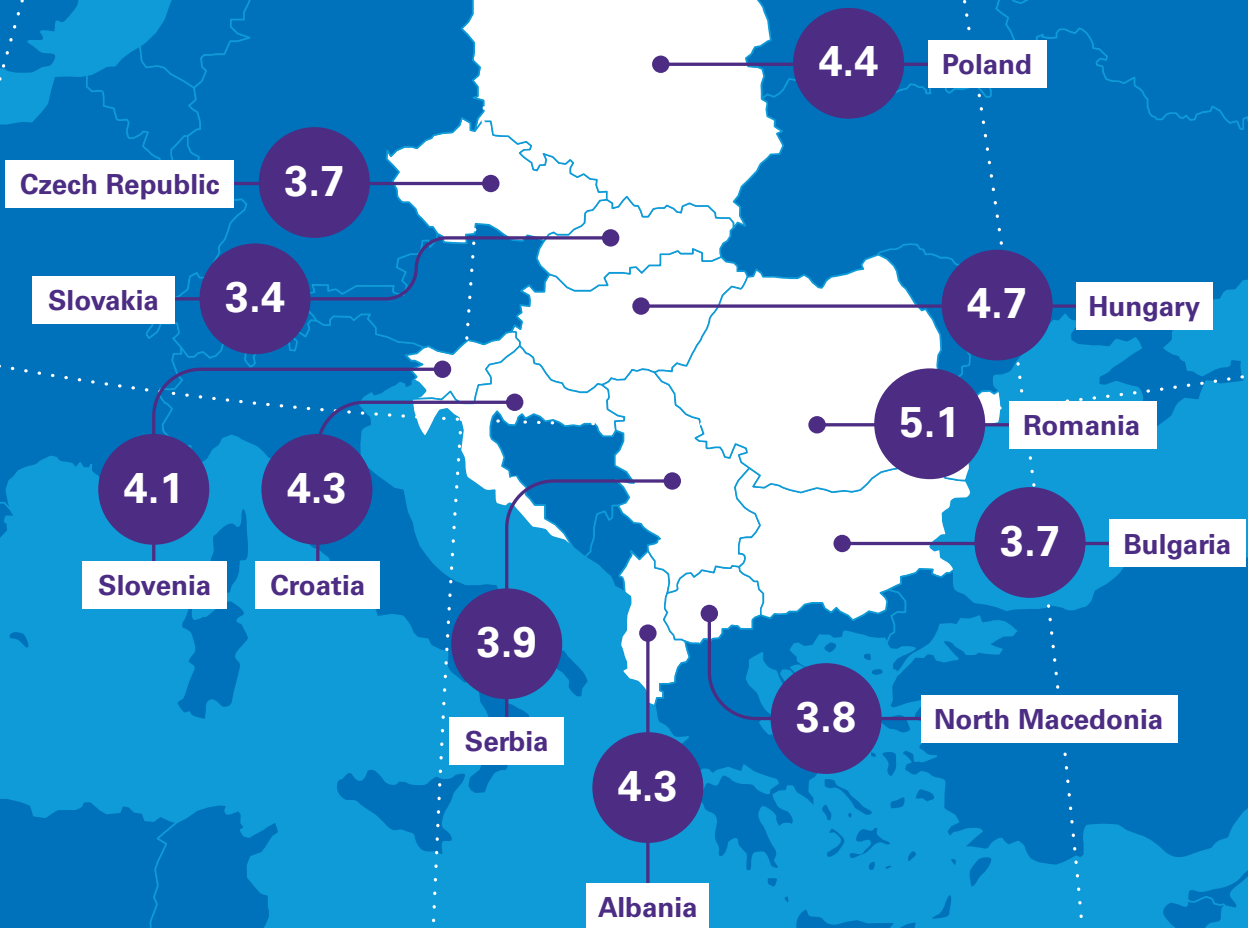 4.4
Poland
Czech Republic
3.7
Slovakia
3.4
4.7
Hungary
5.1
Romania
4.1
Slovenia
4.3
Croatia
3.7
Bulgaria
3.9
Serbia
3.8
North Macedonia
4.3
Albania